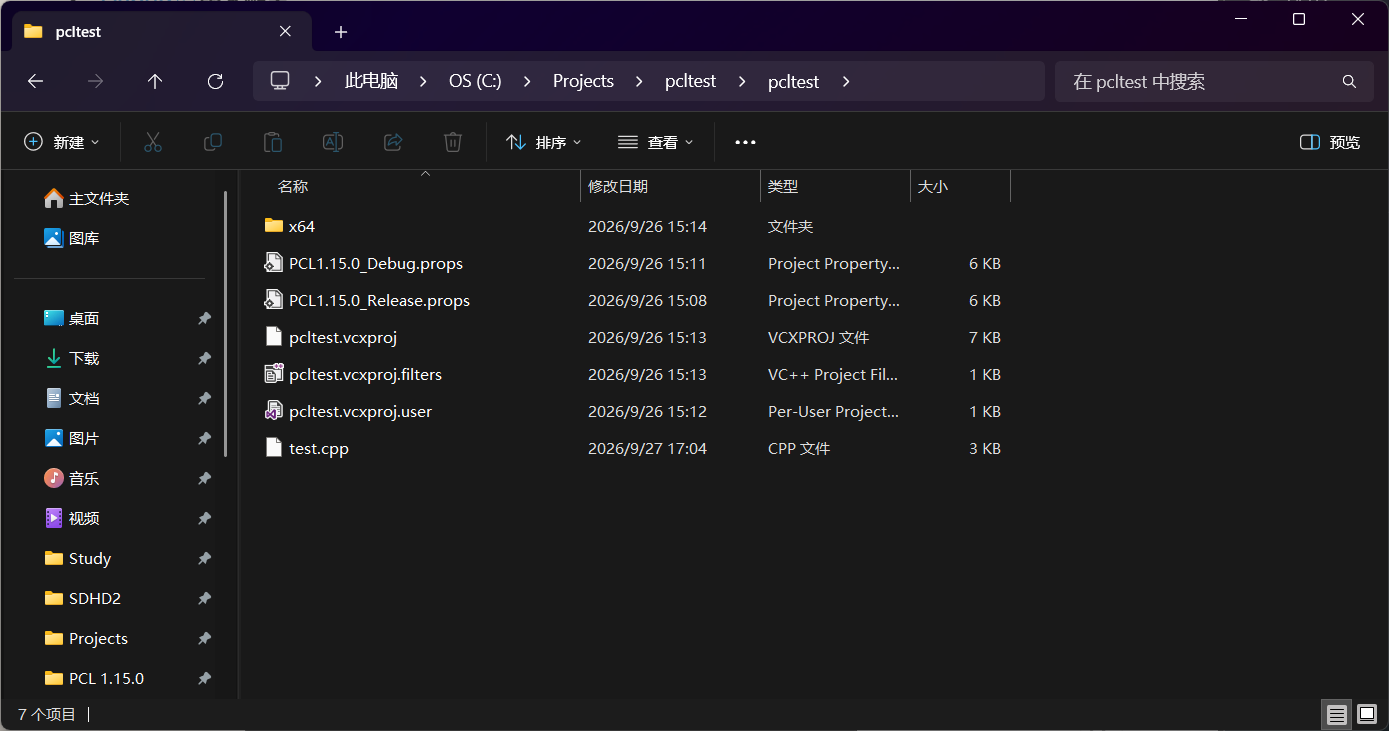 pcltest
此电脑 OS (C:) Projects pcltest pcltest
在 pcltest 中搜索
新建 排序 查看 预览
主文件夹
图库
桌面
下载
文档
图片
音乐
视频
Study
SDHD2
Projects
PCL 1.15.0
名称 修改日期 类型 大小
x64 2026/9/26 15:14 文件夹
PCL1.15.0_Debug.props 2026/9/26 15:11 Project Property... 6 KB
PCL1.15.0_Release.props 2026/9/26 15:08 Project Property... 6 KB
pcltest.vcxproj 2026/9/26 15:13 VCXPROJ 文件 7 KB
pcltest.vcxproj.filters 2026/9/26 15:13 VC++ Project Fil... 1 KB
pcltest.vcxproj.user 2026/9/26 15:12 Per-User Project... 1 KB
test.cpp 2026/9/27 17:04 CPP 文件 3 KB
7 个项目